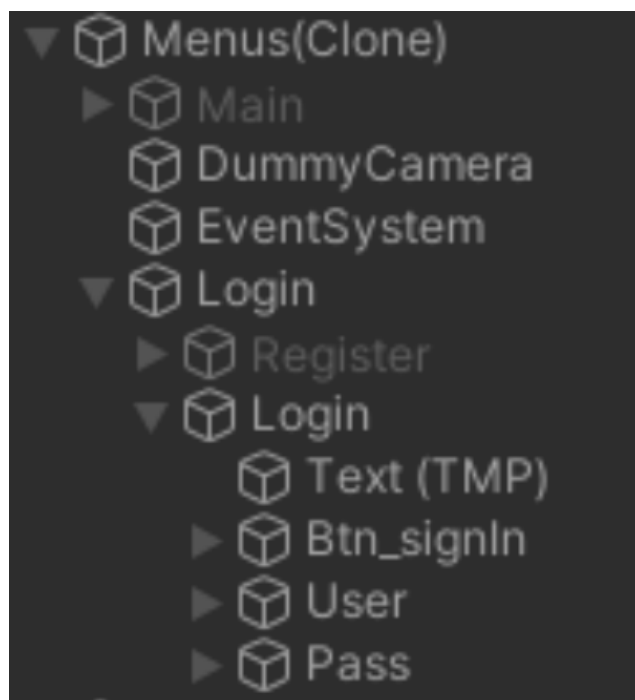 Menus(Clone)
Main
DummyCamera
EventSystem
Login
Register
Login
Text (TMP)
Btn_signIn
User
Pass